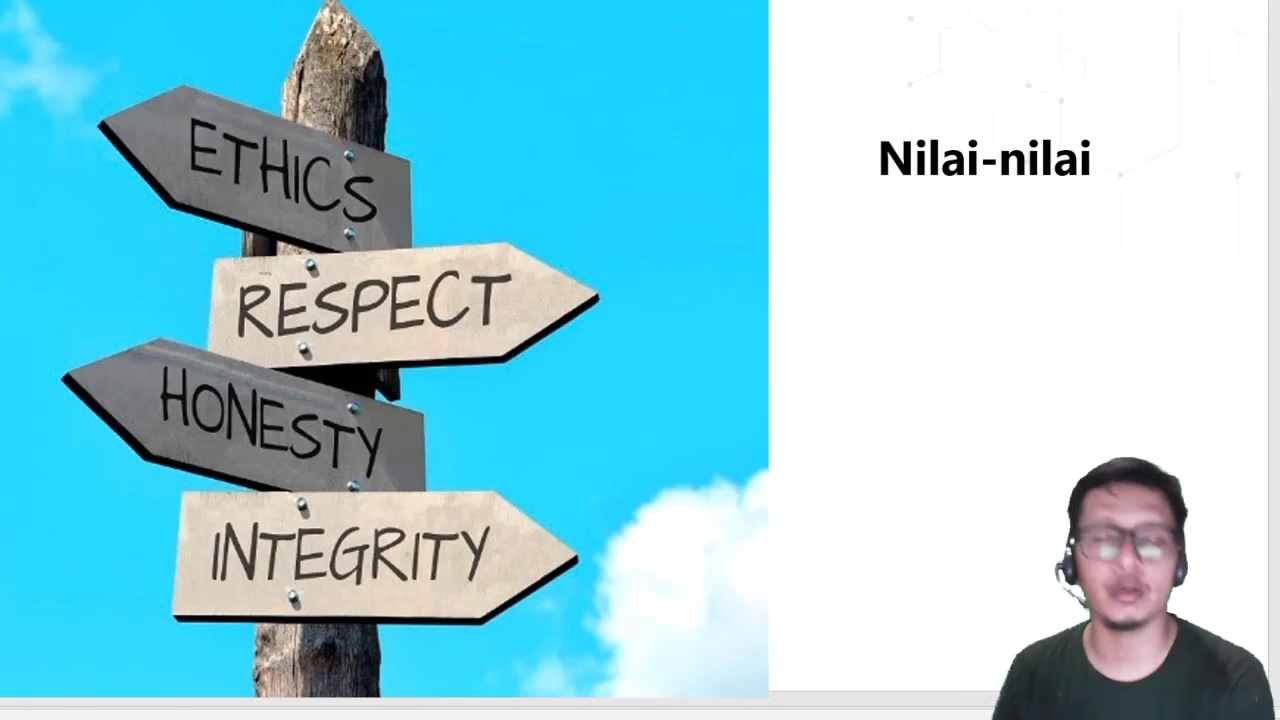 ETHICS
RESPECT
HONESTY
INTEGRITY
Nilai-nilai